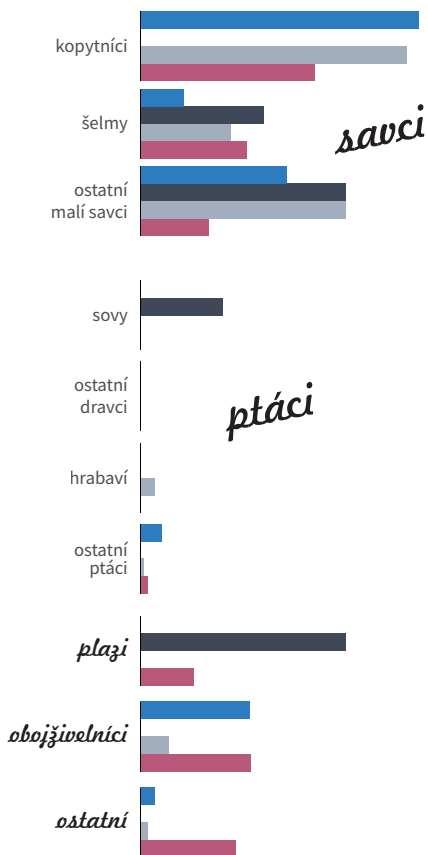 kopytníci
šelmy
savci
ostatní
malí savci
sovy
ostatní
dravci
ptáci
hrabaví
ostatní
ptáci
plazi
obojživelníci
ostatní